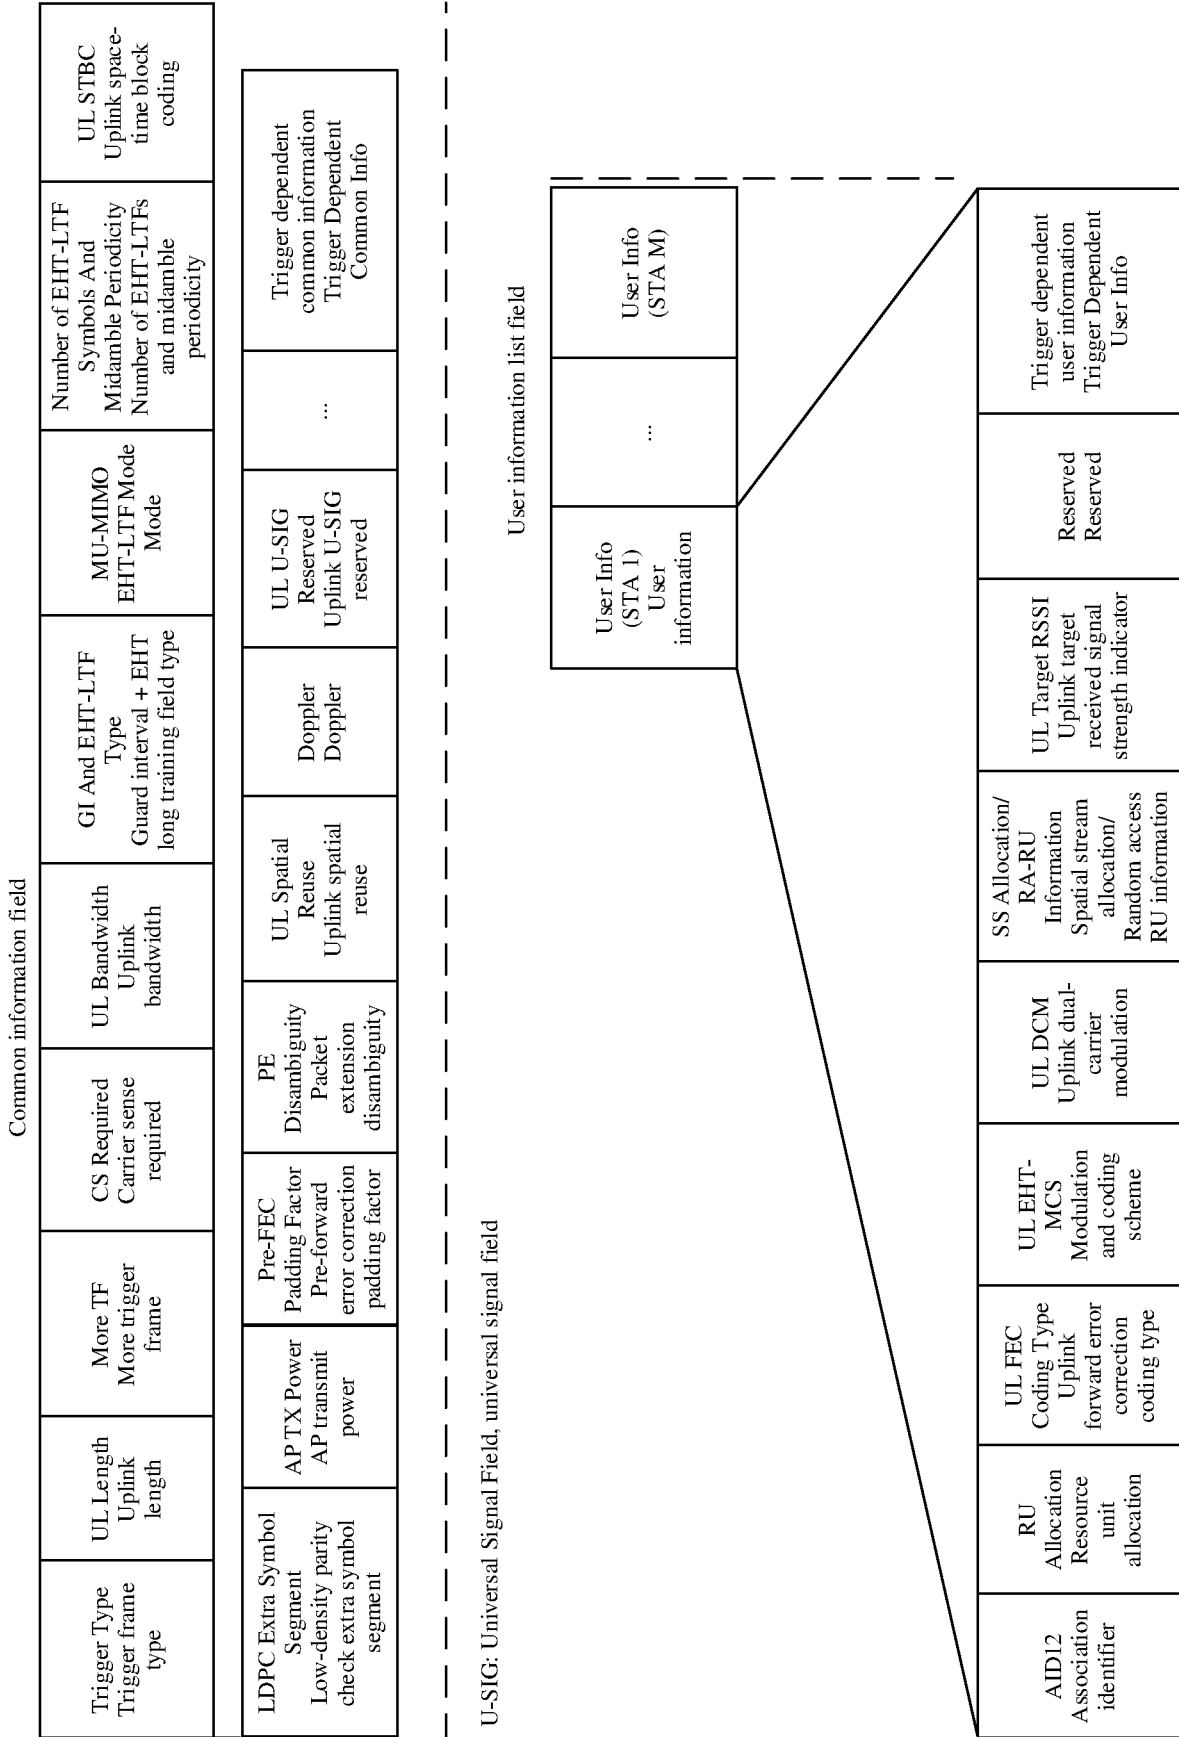 Common information field
Trigger Type
Trigger frame
type
UL Length
Uplink
length
More TF
More trigger
frame
CS Required
Carrier sense
required
UL Bandwidth
Uplink
bandwidth
GI And EHT-LTF
Type
Guard interval + EHT
long training field type
MU-MIMO
EHT-LTF Mode
Mode
Number of EHT-LTF
Symbols And
Midamble Periodicity
Number of EHT-LTFs
and midamble
periodicity
UL STBC
Uplink space-
time block
coding
LDPC Extra Symbol
Segment
Low-density parity
check extra symbol
segment
AP TX Power
AP transmit
power
Pre-FEC
Padding Factor
Pre-forward
error correction
padding factor
PE
Disambiguity
Packet
extension
disambiguity
UL Spatial
Reuse
Uplink spatial
reuse
Doppler
Doppler
UL U-SIG
Reserved
Uplink U-SIG
reserved
...
Trigger dependent
common information
Trigger Dependent
Common Info
U-SIG: Universal Signal Field, universal signal field
User information list field
User Info
(STA 1)
User
information
...
User Info
(STA M)
AID12
Association
identifier
RU
Allocation
Resource
unit
allocation
UL FEC
Coding Type
Uplink
forward error
correction
coding type
UL EHT-
MCS
Modulation
and coding
scheme
UL DCM
Uplink dual-
carrier
modulation
SS Allocation/
RA-RU
Information
Spatial stream
allocation/
Random access
RU information
UL Target RSSI
Uplink target
received signal
strength indicator
Reserved
Reserved
Trigger dependent
user information
Trigger Dependent
User Info